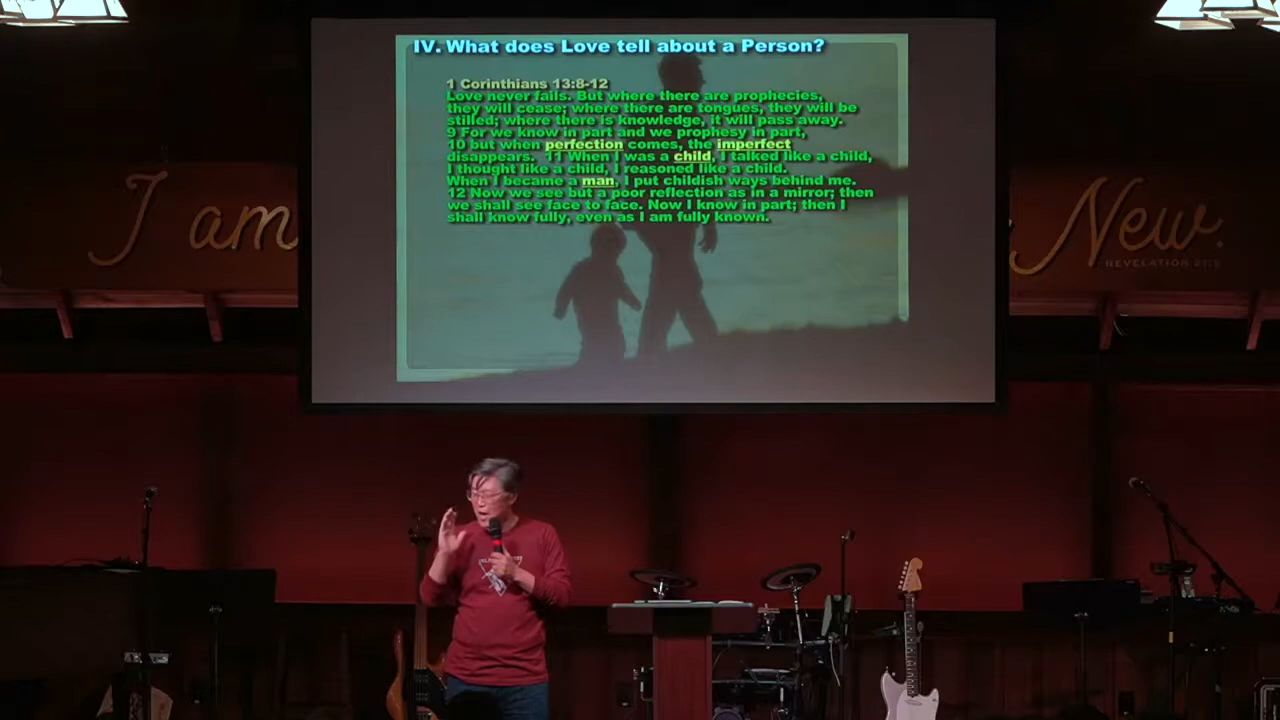 IV. What does Love tell about a Person?
1 Corinthians 13:8-12
Love never fails. But where there are prophecies,
they will cease; where there are tongues, they will be
stilled; where there is knowledge, it will pass away.
9 For we know in part and we prophesy in part,
10 but when perfection comes, the imperfect
disappears. 11 When I was a child, I talked like a child,
I thought like a child, I reasoned like a child.
When I became a man, I put childish ways behind me.
12 Now we see but a poor reflection as in a mirror; then
we shall see face to face. Now I know in part; then I
shall know fully, even as I am fully known.
I am
New.
REVELATION